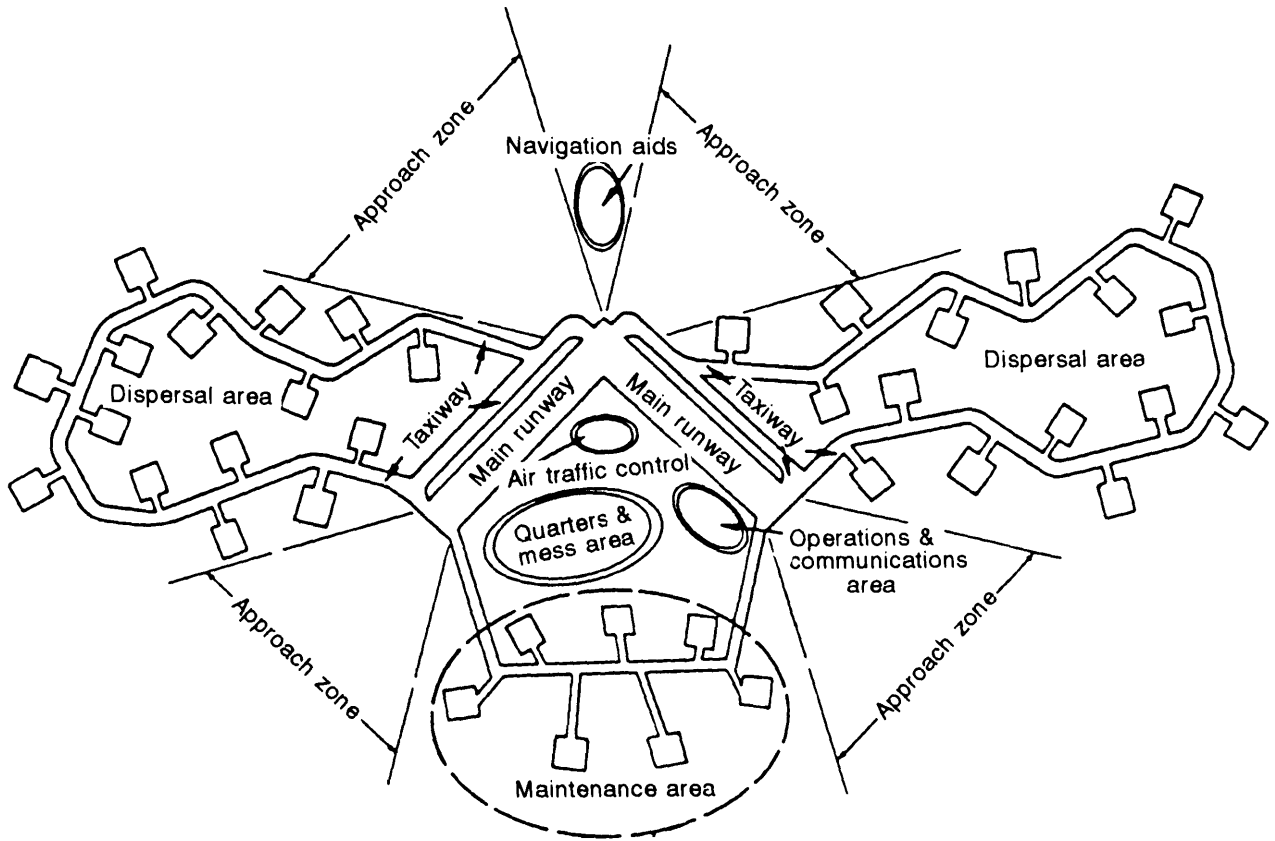 Approach zone
Navigation aids
Approach zone
Dispersal area
Taxiway
Main runway
Main runway
Taxiway
Dispersal area
Air traffic control
Quarters &
mess area
Operations &
communications
area
Approach zone
Approach zone
Maintenance area